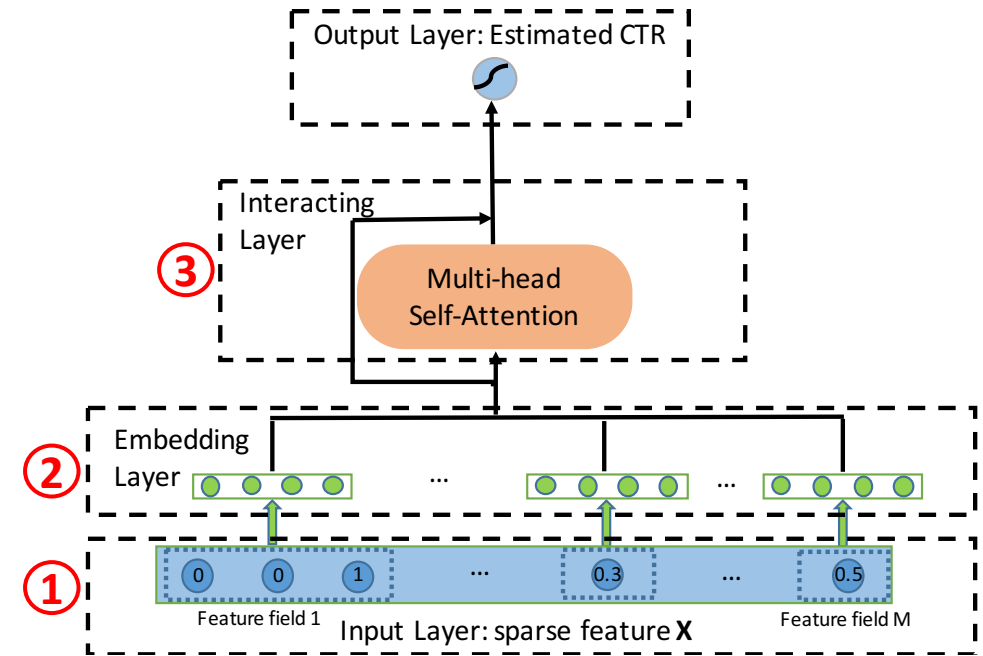 Output Layer: Estimated CTR
Interacting
Layer
③
Multi-head
Self-Attention
Embedding
Layer
②
...
...
①
0
0
1
...
0.3
...
0.5
Feature field 1
Feature field M
Input Layer: sparse feature X